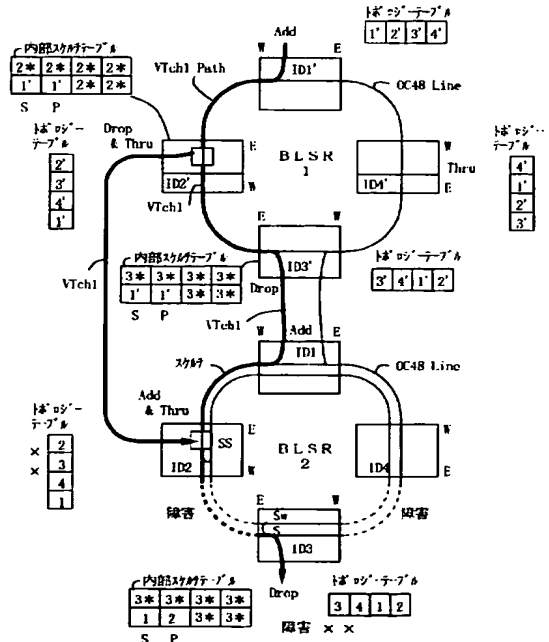 Add
トポロジーテーブル
1' 2' 3' 4'
W E
内部スケルチテーブル
2* 2* 2* 2*
1' 1' 2* 2*
S P
VTch1 Path
ID1'
OC48 Line
トポロジー
テーブル
2'
3'
4'
1'
Drop
& Thru
E
ID2'
W
VTch1
BLSR
1
W
Thru
ID4'
E
トポロジー
テーブル
4'
1'
2'
3'
VTch1
E W
内部スケルチテーブル
3* 3* 3* 3*
1' 1' 3* 3*
S P
ID3'
Drop
トポロジーテーブル
3' 4' 1' 2'
VTch1
W Add E
スケルチ
ID1
OC48 Line
トポロジー
テーブル
× 2
× 3
4
1
Add
& Thru
E
SS
ID2
W
BLSR
2
W
ID4
E
障害
E W
障害
Sw
S
ID3
Drop
内部スケルチテーブル
3* 3* 3* 3*
1 2 3* 3*
S P
トポロジーテーブル
3 4 1 2
障害 × ×